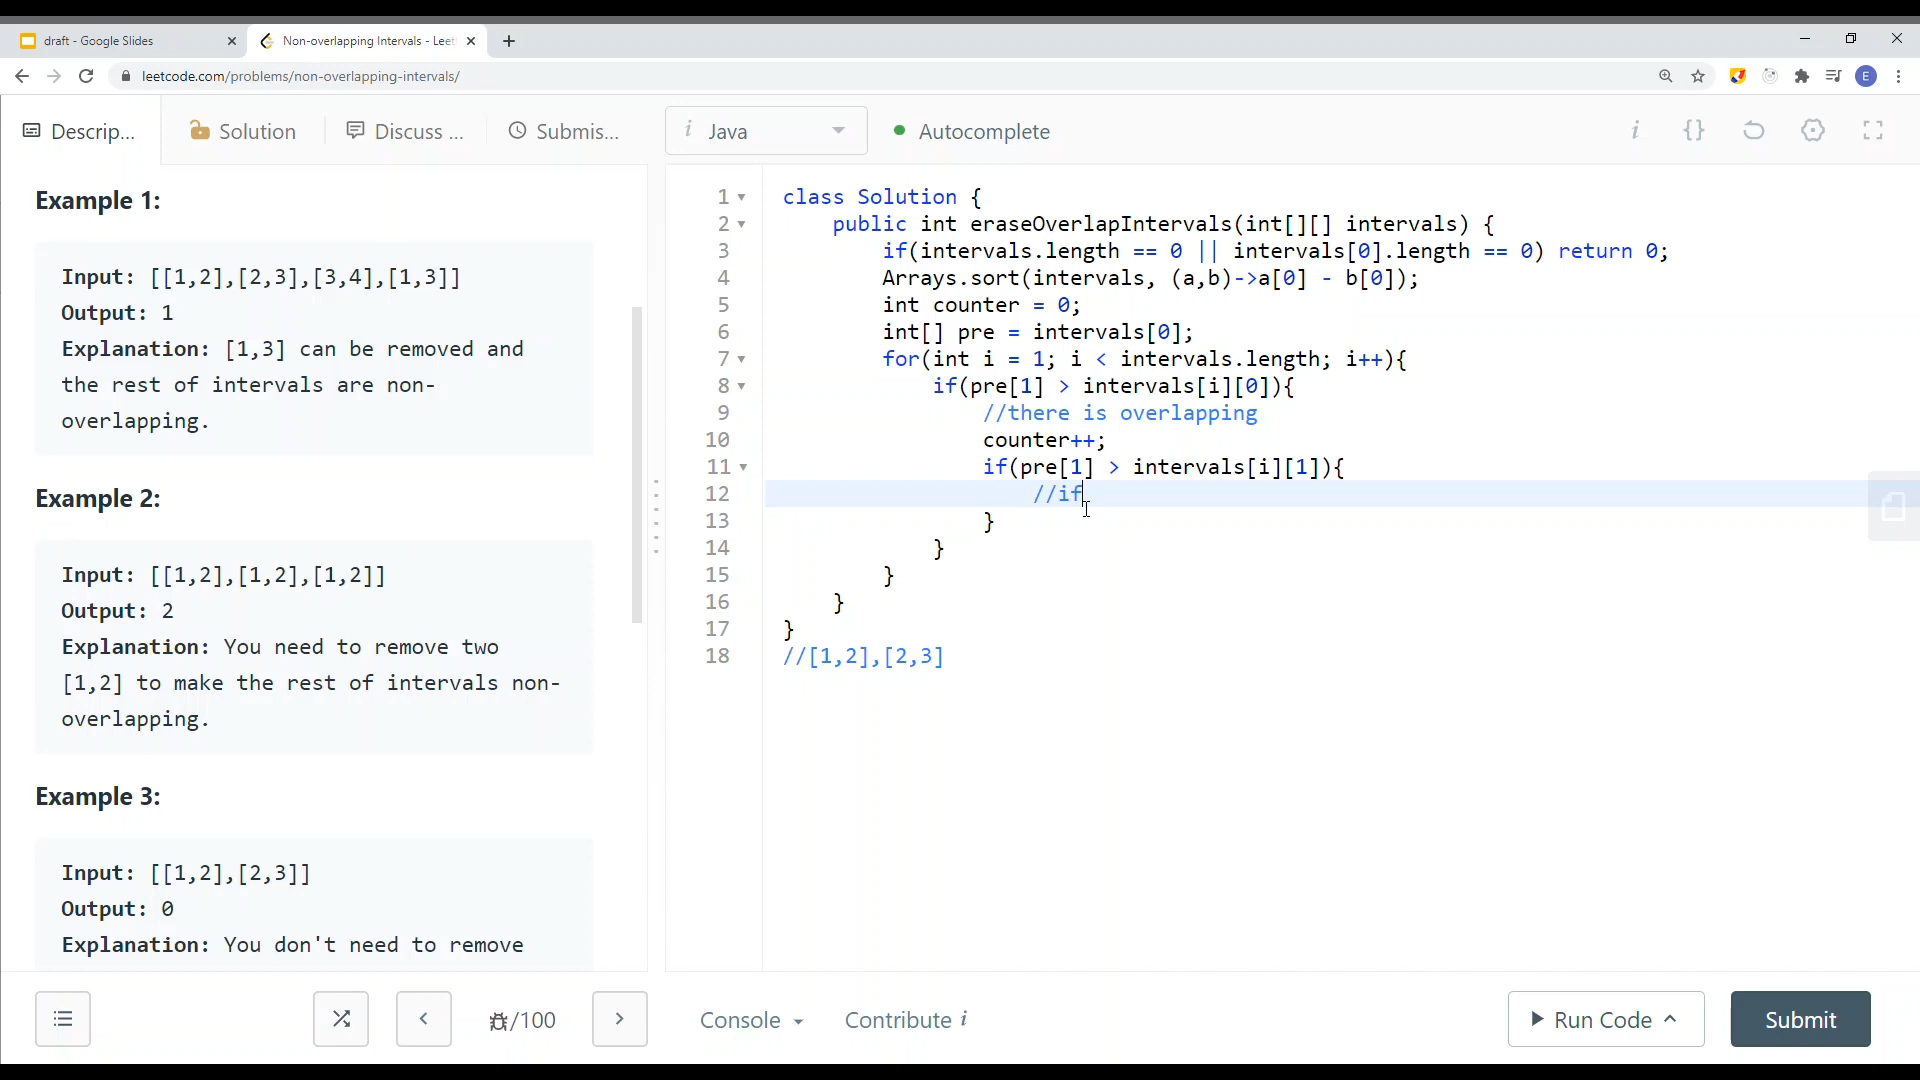 draft - Google Slides
Non-overlapping Intervals - Leet
leetcode.com/problems/non-overlapping-intervals/
E
Descrip...
Solution
Discuss ...
Submis...
i Java
Autocomplete
i {}
Example 1:
Input: [[1,2],[2,3],[3,4],[1,3]]
Output: 1
Explanation: [1,3] can be removed and
the rest of intervals are non-
overlapping.
Example 2:
Input: [[1,2],[1,2],[1,2]]
Output: 2
Explanation: You need to remove two
[1,2] to make the rest of intervals non-
overlapping.
Example 3:
Input: [[1,2],[2,3]]
Output: 0
Explanation: You don't need to remove
1 class Solution {
2 public int eraseOverlapIntervals(int[][] intervals) {
3 if(intervals.length == 0 || intervals[0].length == 0) return 0;
4 Arrays.sort(intervals, (a,b)->a[0] - b[0]);
5 int counter = 0;
6 int[] pre = intervals[0];
7 for(int i = 1; i < intervals.length; i++){
8 if(pre[1] > intervals[i][0]){
9 //there is overlapping
10 counter++;
11 if(pre[1] > intervals[i][1]){
12 //if
13 }
14 }
15 }
16 }
17 }
18 //[1,2],[2,3]
/100
Console
Contribute i
Run Code
Submit